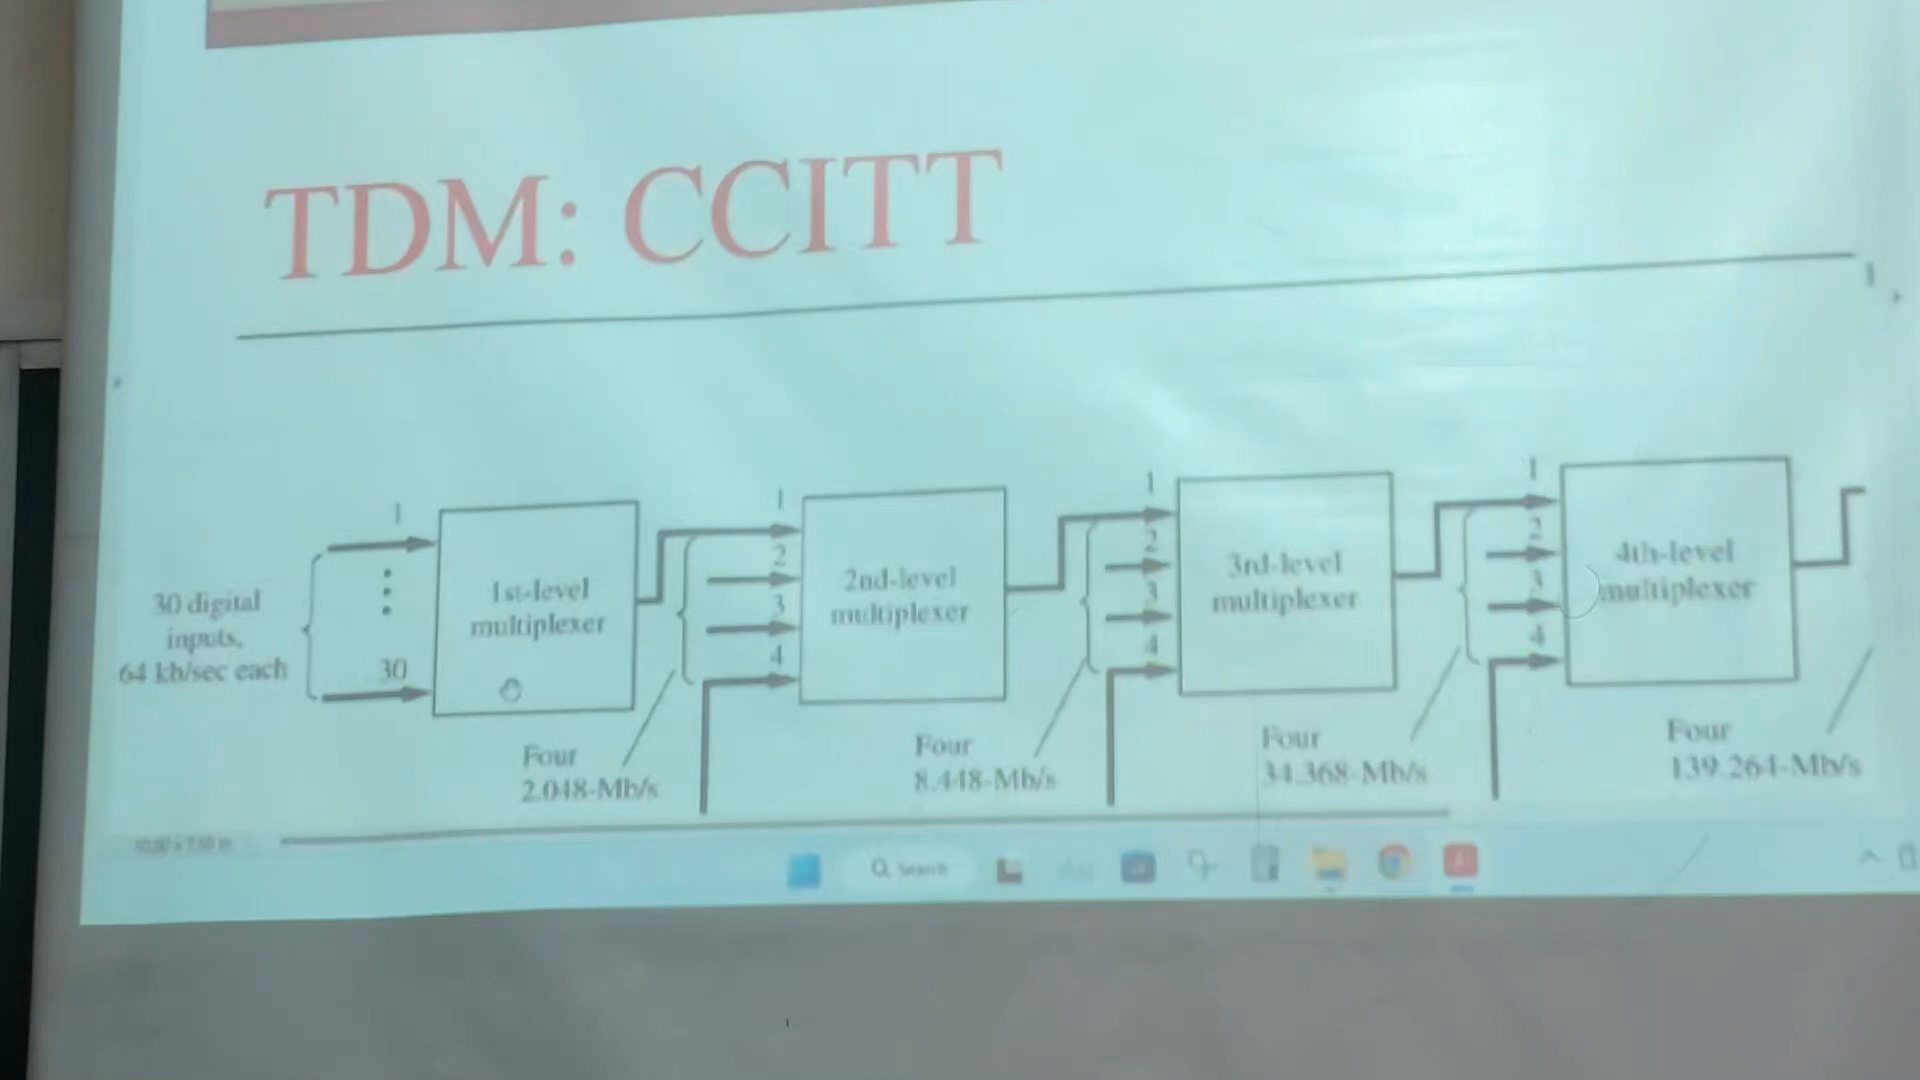 TDM: CCITT
1
30
30 digital
inputs,
64 kb/sec each
1st-level
multiplexer
Four
2.048-Mb/s
1
2
3
4
2nd-level
multiplexer
Four
8.448-Mb/s
1
2
3
4
3rd-level
multiplexer
Four
34.368-Mb/s
1
2
3
4
4th-level
multiplexer
Four
139.264-Mb/s
Search